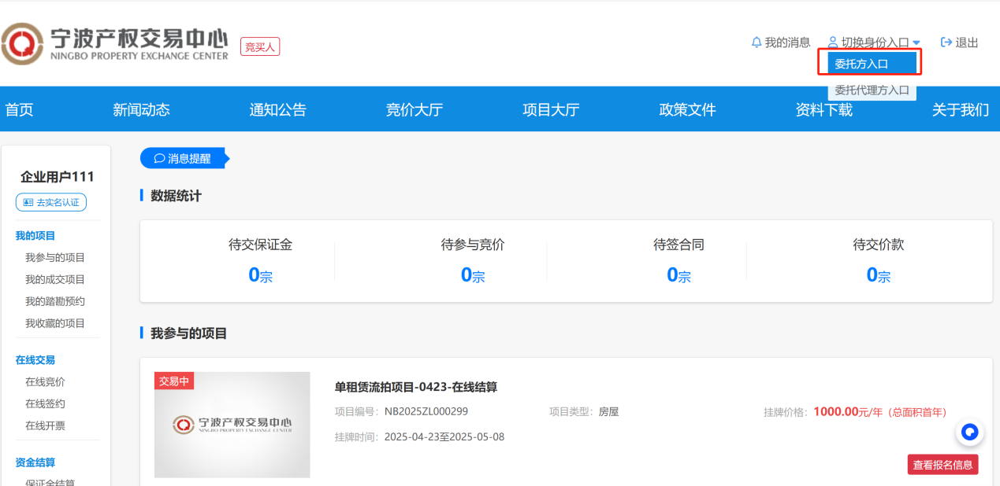 宁波产权交易中心
NINGBO PROPERTY EXCHANGE CENTER
竞买人
我的消息
切换身份入口
退出
委托方入口
委托代理方入口
首页
新闻动态
通知公告
竞价大厅
项目大厅
政策文件
资料下载
关于我们
企业用户111
去实名认证
我的项目
我参与的项目
我的成交项目
我的踏勘预约
我收藏的项目
在线交易
在线竞价
在线签约
在线开票
资金结算
保证金结算
消息提醒
数据统计
待交保证金
0宗
待参与竞价
0宗
待签合同
0宗
待交价款
0宗
我参与的项目
交易中
宁波产权交易中心
NINGBO PROPERTY EXCHANGE CENTER
单租赁流拍项目-0423-在线结算
项目编号：NB2025ZL000299
项目类型：房屋
挂牌价格：1000.00元/年（总面积首年）
挂牌时间：2025-04-23至2025-05-08
查看报名信息